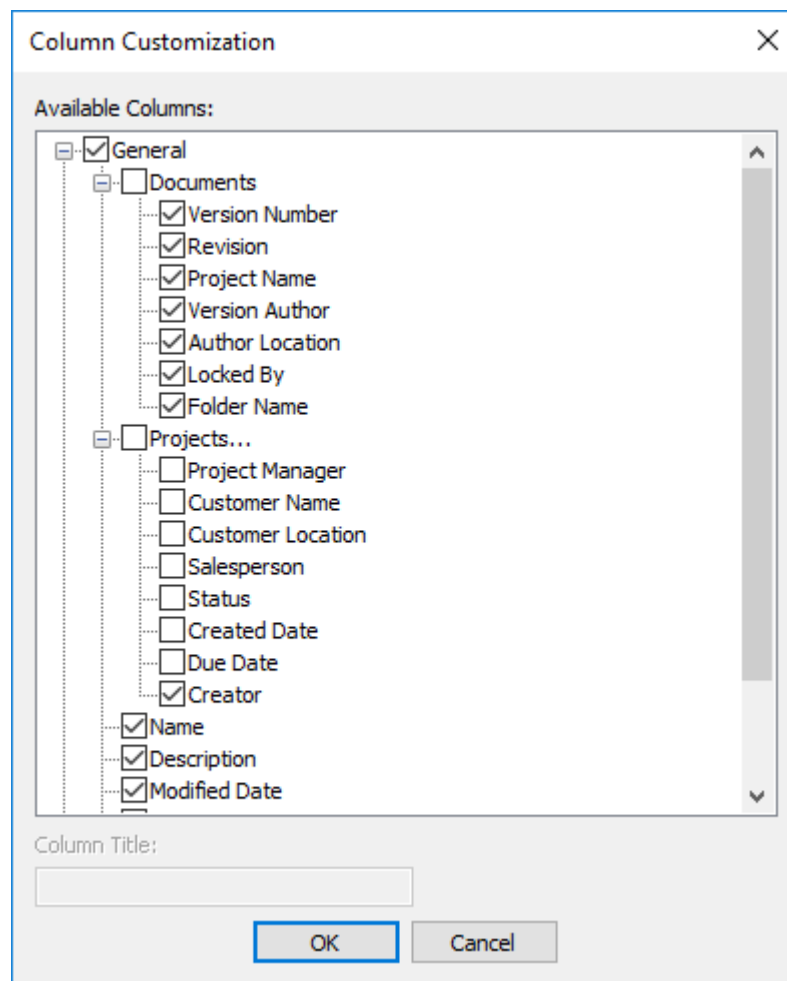 Column Customization
Available Columns:
General
Documents
Version Number
Revision
Project Name
Version Author
Author Location
Locked By
Folder Name
Projects...
Project Manager
Customer Name
Customer Location
Salesperson
Status
Created Date
Due Date
Creator
Name
Description
Modified Date
Column Title:
OK Cancel